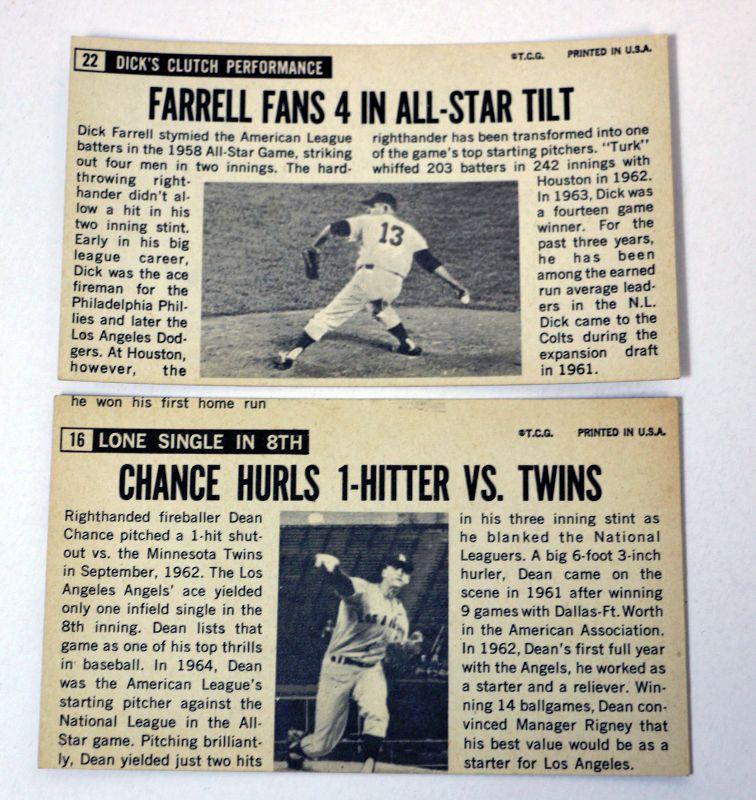 22 DICK'S CLUTCH PERFORMANCE
©T.C.G. PRINTED IN U.S.A.
FARRELL FANS 4 IN ALL-STAR TILT
Dick Farrell stymied the American League
batters in the 1958 All-Star Game, striking
out four men in two innings. The hard-
throwing right-
hander didn't al-
low a hit in his
two inning stint.
Early in his big
league career,
Dick was the ace
fireman for the
Philadelphia Phil-
lies and later the
Los Angeles Dod-
gers. At Houston,
however, the
righthander has been transformed into one
of the game's top starting pitchers. "Turk"
whiffed 203 batters in 242 innings with
Houston in 1962.
In 1963, Dick was
a fourteen game
winner. For the
past three years,
he has been
among the earned
run average lead-
ers in the N.L.
Dick came to the
Colts during the
expansion draft
in 1961.
13
he won his first home run
16 LONE SINGLE IN 8TH
©T.C.G. PRINTED IN U.S.A.
CHANCE HURLS 1-HITTER VS. TWINS
Righthanded fireballer Dean
Chance pitched a 1-hit shut-
out vs. the Minnesota Twins
in September, 1962. The Los
Angeles Angels' ace yielded
only one infield single in the
8th inning. Dean lists that
game as one of his top thrills
in baseball. In 1964, Dean
was the American League's
starting pitcher against the
National League in the All-
Star game. Pitching brilliant-
ly, Dean yielded just two hits
in his three inning stint as
he blanked the National
Leaguers. A big 6-foot 3-inch
hurler, Dean came on the
scene in 1961 after winning
9 games with Dallas-Ft. Worth
in the American Association.
In 1962, Dean's first full year
with the Angels, he worked as
a starter and a reliever. Win-
ning 14 ballgames, Dean con-
vinced Manager Rigney that
his best value would be as a
starter for Los Angeles.